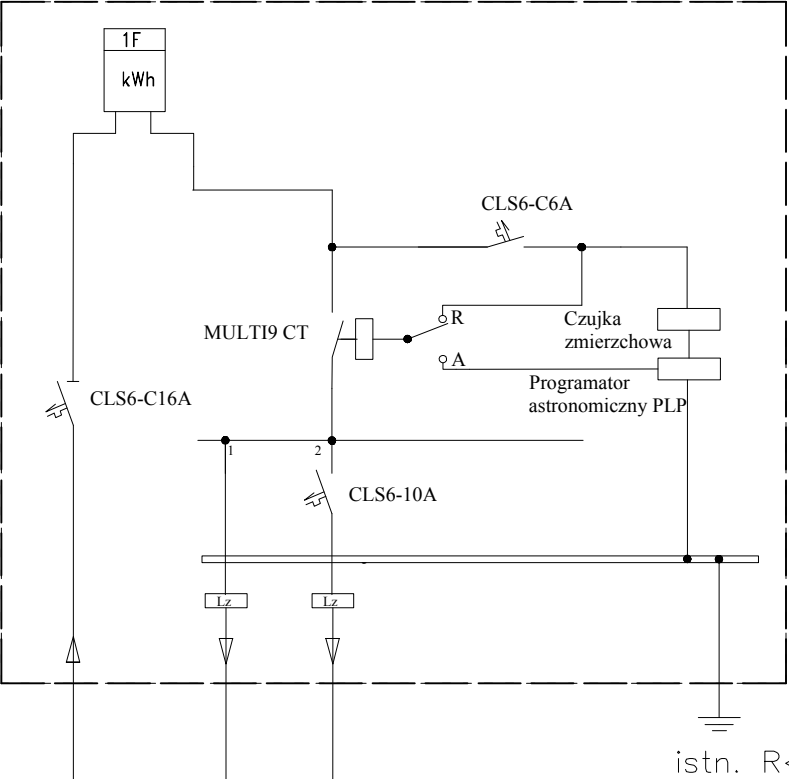 1F
kWh
CLS6-C6A
MULTI9 CT
R
Czujka
zmierzchowa
A
Programator
astronomiczny PLP
CLS6-C16A
1
2
CLS6-10A
Lz
Lz
istn. R<